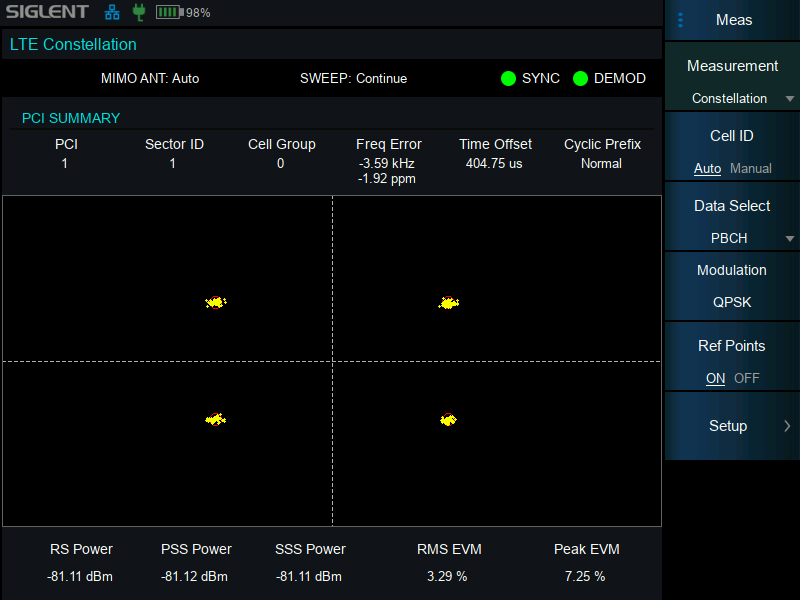 SIGLENT 98% Meas
LTE Constellation
MIMO ANT: Auto SWEEP: Continue SYNC DEMOD
PCI SUMMARY
PCI Sector ID Cell Group Freq Error Time Offset Cyclic Prefix
1 1 0 -3.59 kHz 404.75 us Normal
-1.92 ppm
Measurement
Constellation
Cell ID
Auto Manual
Data Select
PBCH
Modulation
QPSK
Ref Points
ON OFF
Setup
RS Power PSS Power SSS Power RMS EVM Peak EVM
-81.11 dBm -81.12 dBm -81.11 dBm 3.29 % 7.25 %